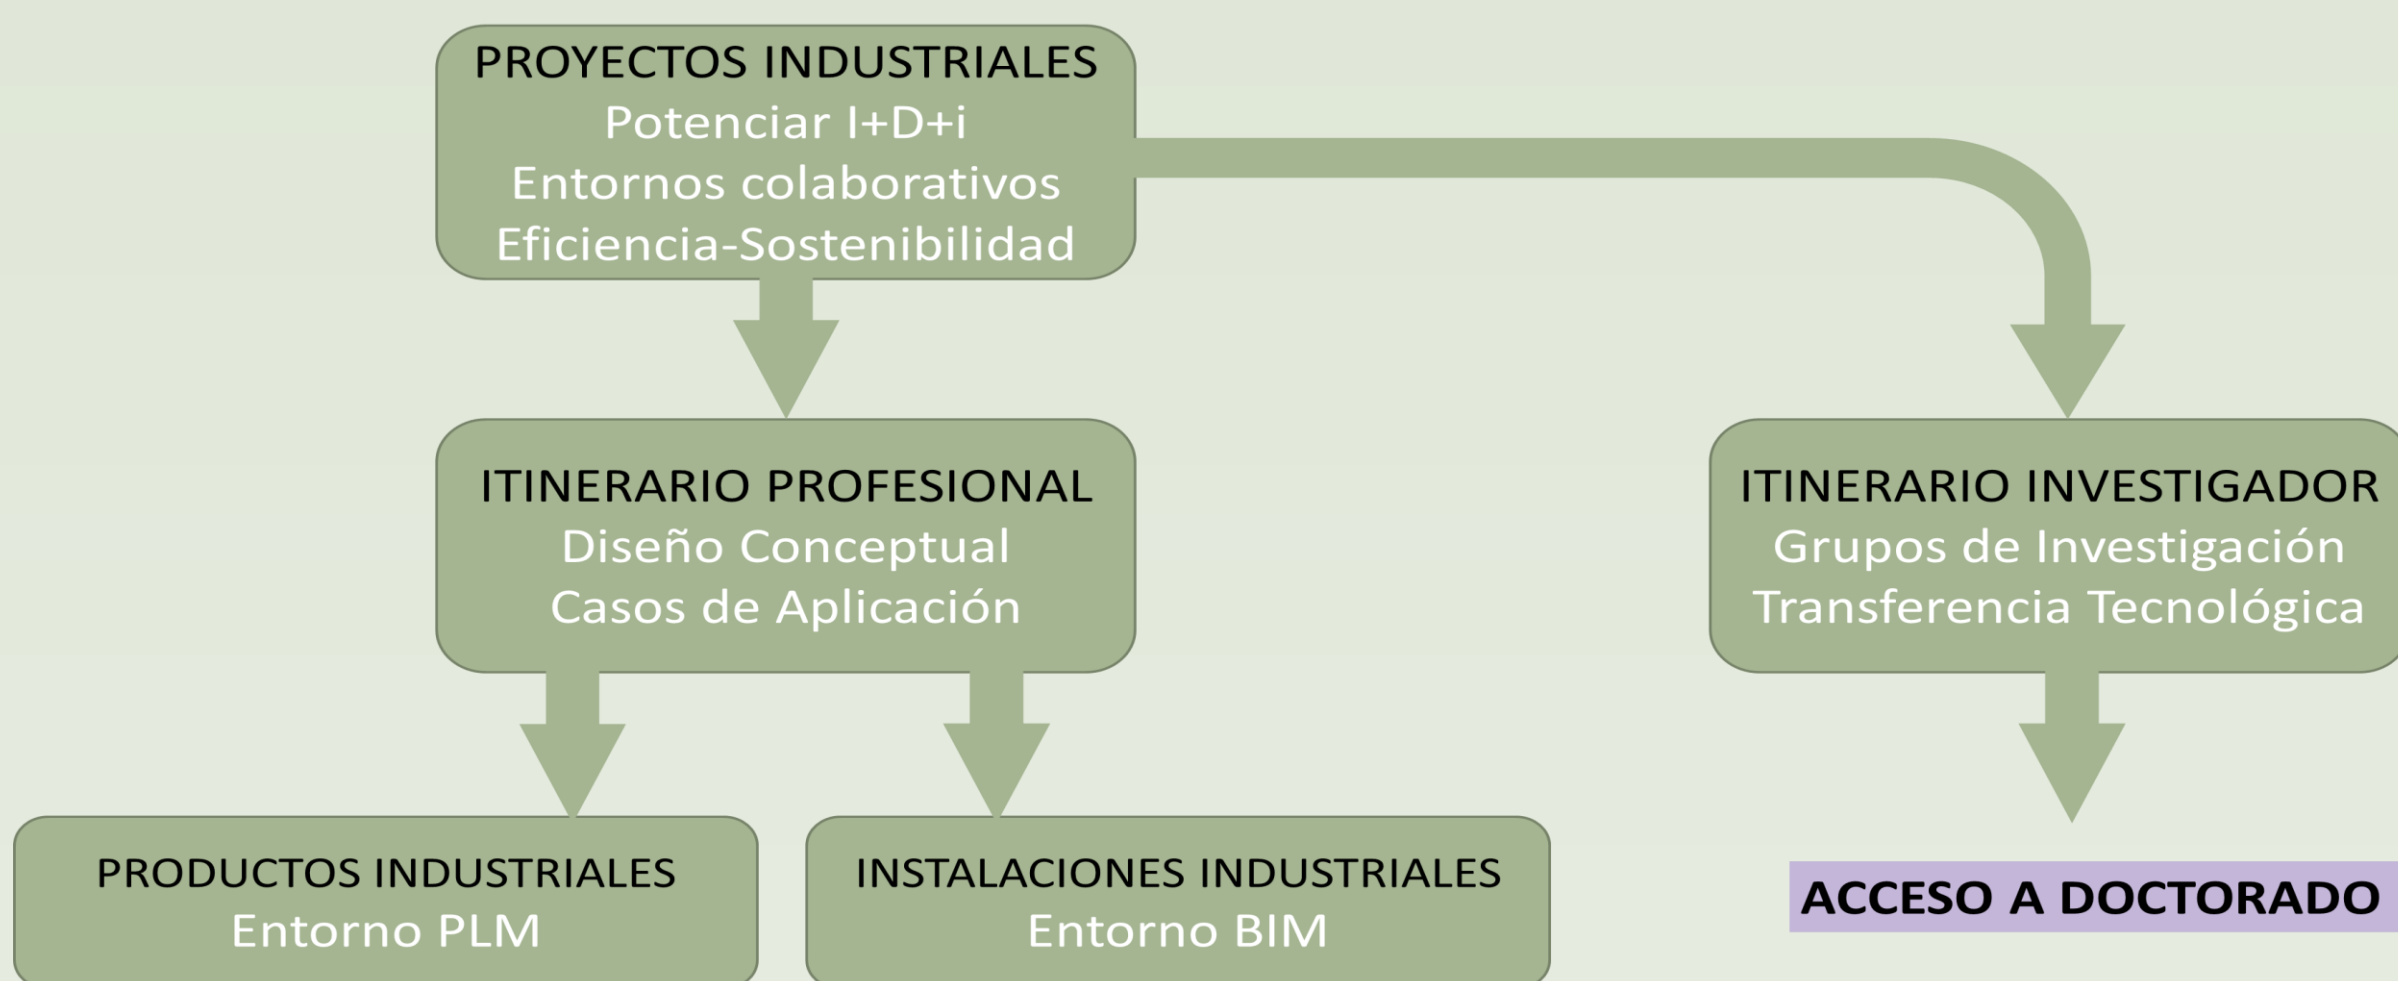 PROYECTOS INDUSTRIALES
Potenciar I+D+i
Entornos colaborativos
Eficiencia-Sostenibilidad
ITINERARIO PROFESIONAL
Diseño Conceptual
Casos de Aplicación
ITINERARIO INVESTIGADOR
Grupos de Investigación
Transferencia Tecnológica
PRODUCTOS INDUSTRIALES
Entorno PLM
INSTALACIONES INDUSTRIALES
Entorno BIM
ACCESO A DOCTORADO